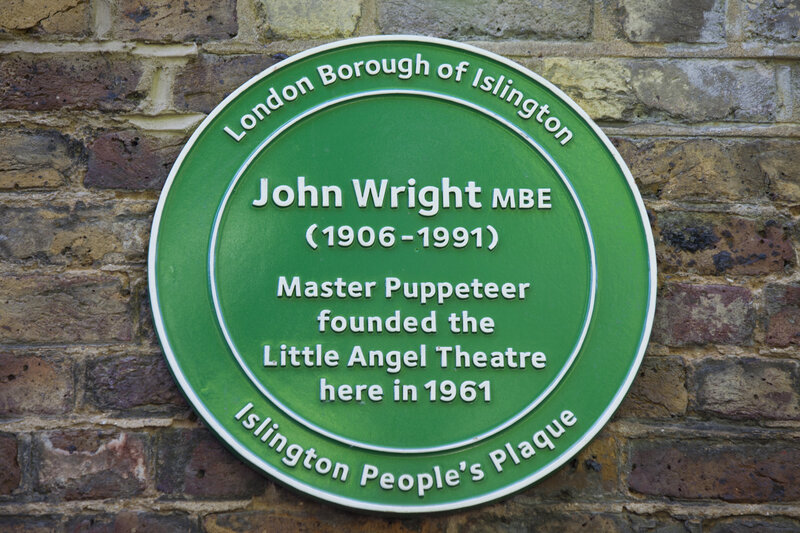 London Borough of Islington
John Wright MBE
(1906-1991)
Master Puppeteer
founded the
Little Angel Theatre
here in 1961
Islington People's Plaque